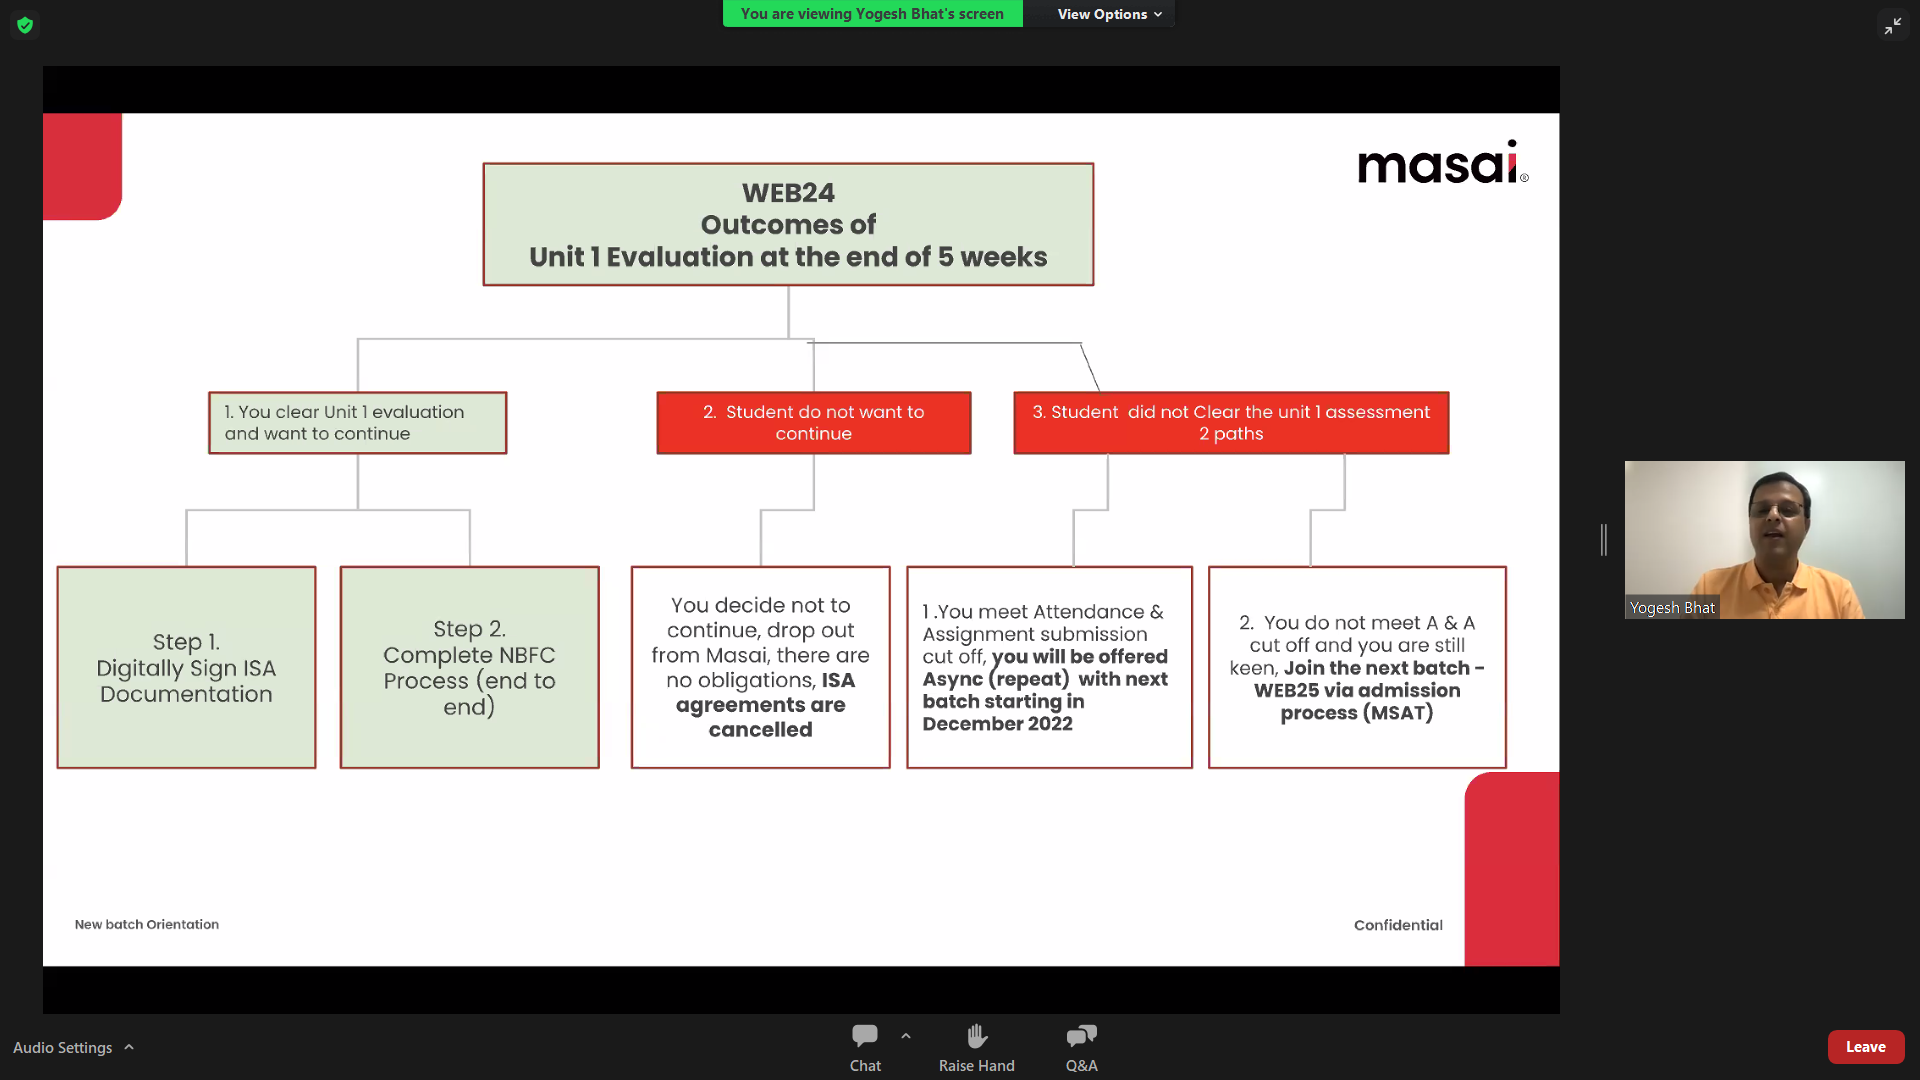 You are viewing Yogesh Bhat's screen
View Options
masai®
WEB24
Outcomes of
Unit 1 Evaluation at the end of 5 weeks
1. You clear Unit 1 evaluation
and want to continue
2. Student do not want to
continue
3. Student did not Clear the unit 1 assessment
2 paths
Step 1.
Digitally Sign ISA
Documentation
Step 2.
Complete NBFC
Process (end to
end)
You decide not to
continue, drop out
from Masai, there are
no obligations, ISA
agreements are
cancelled
1 .You meet Attendance &
Assignment submission
cut off, you will be offered
Async (repeat) with next
batch starting in
December 2022
2. You do not meet A & A
cut off and you are still
keen, Join the next batch -
WEB25 via admission
process (MSAT)
New batch Orientation
Confidential
Yogesh Bhat
Audio Settings
Chat
Raise Hand
Q&A
Leave